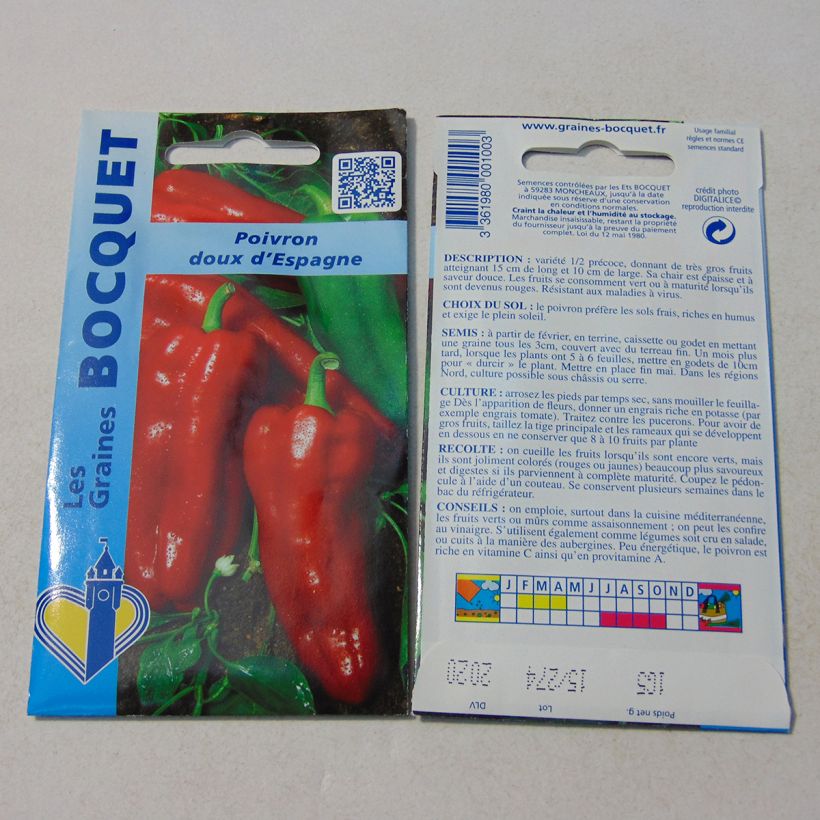 Les
Graines
BOCQUET
Poivron
doux d'Espagne
3 361980 001003
www.graines-bocquet.fr
Usage familial
règles et normes CE
semences standard
Semences contrôlées par les Ets BOCQUET
à 59283 MONCHEAUX, jusqu'à la date
indiquée sous réserve d'une conservation
en conditions normales.
Craint la chaleur et l'humidité au stockage.
Marchandise insaisissable, restant la propriété
du fournisseur jusqu'à la preuve du paiement
complet. Loi du 12 mai 1980.
crédit photo
DIGITALICE©
reproduction interdite
DESCRIPTION : variété 1/2 précoce, donnant de très gros fruits
atteignant 15 cm de long et 10 cm de large. Sa chair est épaisse et à
saveur douce. Les fruits se consomment vert ou à maturité lorsqu'ils
sont devenus rouges. Résistant aux maladies à virus.
CHOIX DU SOL : le poivron préfère les sols frais, riches en humus
et exige le plein soleil.
SEMIS : à partir de février, en terrine, caissette ou godet en mettant
une graine tous les 3cm, couvert avec du terreau fin. Un mois plus
tard, lorsque les plants ont 5 à 6 feuilles, mettre en godets de 10cm
pour « durcir » le plant. Mettre en place fin mai. Dans les régions
Nord, culture possible sous châssis ou serre.
CULTURE : arrosez les pieds par temps sec, sans mouiller le feuilla-
ge Dès l'apparition de fleurs, donner un engrais riche en potasse (par
exemple engrais tomate). Traitez contre les pucerons. Pour avoir de
gros fruits, taillez la tige principale et les rameaux qui se développent
en dessous en ne conserver que 8 à 10 fruits par plante
RECOLTE : on cueille les fruits lorsqu'ils sont encore verts, mais
ils sont joliment colorés (rouges ou jaunes) beaucoup plus savoureux
et digestes si ils parviennent à complète maturité. Coupez le pédon-
cule à l'aide d'un couteau. Se conservent plusieurs semaines dans le
bac du réfrigérateur.
CONSEILS : on emploie, surtout dans la cuisine méditerranéenne,
les fruits verts ou mûrs comme assaisonnement ; on peut les confire
au vinaigre. S'utilisent également comme légumes soit cru en salade,
ou cuits à la manière des aubergines. Peu énergétique, le poivron est
riche en vitamine C ainsi qu'en provitamine A.
J F M A M J J A S O N D
2020 15/274 1G5
DLV Lot Poids net g.